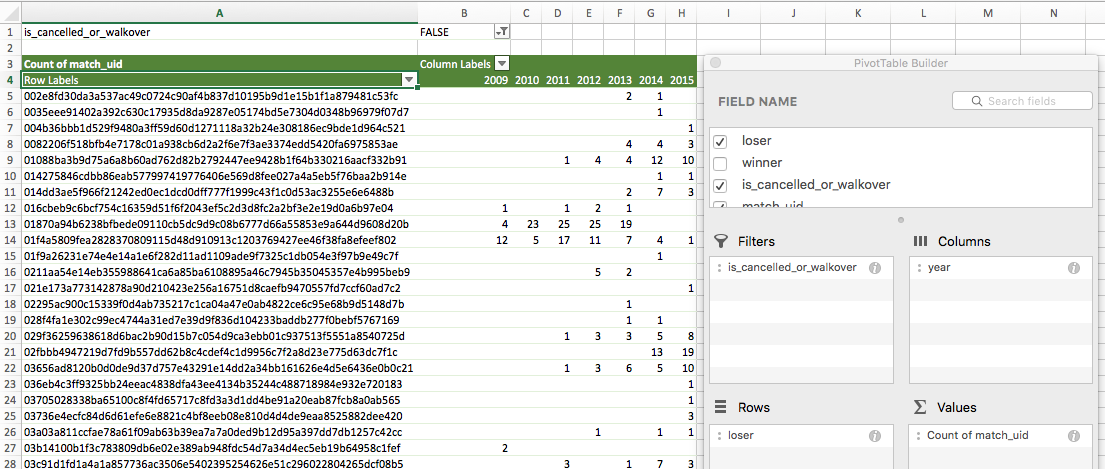 A B C D E F G H I J K L M N
1 is_cancelled_or_walkover FALSE
2
3 Count of match_uid Column Labels
4 Row Labels 2009 2010 2011 2012 2013 2014 2015
5 002e8fd30da3a537ac49c0724c90af4b837d10195b9d1e15b1f1a879481c53fc 2 1
6 0035eee91402a392c630c17935d8da9287e05174bd5e7304d0348b96979f07d7 1
7 004b36bbb1d529f9480a3ff59d60d1271118a32b24e308186ec9bde1d964c521 1
8 0082206f518bfb4e7178c01a938cb6d2a2f6e7f3ae3374edd5420fa6975853ae 4 4 3
9 01088ba3b9d75a6a8b60ad762d82b2792447ee9428b1f64b330216aacf332b91 1 4 4 12 10
10 014275846cdbb86eab577997419776406e569d8fee027a4aeb5f76baa2b914e 1 1
11 014dd3ae5f966f21242ed0ec1dcd0dff777f1999c43f1c0d53ac3255e6e6488b 2 7 3
12 016cbeb9c6bcf754c16359d51f6f2043ef5c2d3d8fc2a2bf3e2e19d0a6b97e04 1 1 2 1
13 01870a94b6238bfbede09110cb5dc9d9c08b6777d66a55853e9a644d9608d20b 4 23 25 25 19
14 01f4a5809fea2828370809115d48d910913c1203769427ee46f38fa8efeef802 12 5 17 11 7 4 1
15 01f9a26231e74e4e14a1e6f282d11ad1109ade9f7325c1db054e3f97b9e49c7f 1
16 0211aa54e14eb355988641ca6a85ba6108895a46c7945b35045357e4b995beb9 5 2
17 021e173a773142878a90d210423e256a16751d8caefb9470557fd7ccf60ad7c2 1
18 02295ac900c15339f0d4ab735217c1ca04a47e0ab4822ce6c95e68b9d5148d7b 1
19 028f4fa1e302c99ec4744a31ed7e39d9f836d104233baddb277f0bebf5767169 1 1
20 029f36259638618d6bac2b90d15b7c054d9ca3ebb01c937513f5551a8540725d 1 3 3 5 8
21 02fbbb4947219d7fd9b557dd62b8c4cdef4c1d9956c7f2a8d23e775d63dc7f1c 13 19
22 03656ad8120b0d0de9d37d757e43291e14dd2a34bb161626e4d5e6436e0b0c21 1 3 6 5 10
23 036eb4c3ff9325bb24eeac4838dfa43ee4134b35244c488718984e932e720183 1
24 03705028338ba65100c8f4fd65717c8fd3a3d1dd4be91a20eab87fcb8a0ab565 1
25 03736e4ecfc84d6d61efe6e8821c4bf8eeb08e810d4d4de9eaa8525882dee420 3
26 03a03a811ccfae78a61f09ab63b39ea7a7a0ded9b12d95a397dd7db1257c42cc 1 1 1
27 03b14100b1f3c783809db6e02e389ab948fdc54d7a34d4ec5eb19b64958c1fef 2
28 03c91d1fd1a4a1a857736ac3506e5402395254626e51c296022804265dcf08b5 3 1 7 3
PivotTable Builder
FIELD NAME
Search fields
loser
winner
is_cancelled_or_walkover
match_uid
Filters Columns
: is_cancelled_or_walkover : year
Rows Values
: loser : Count of match_uid